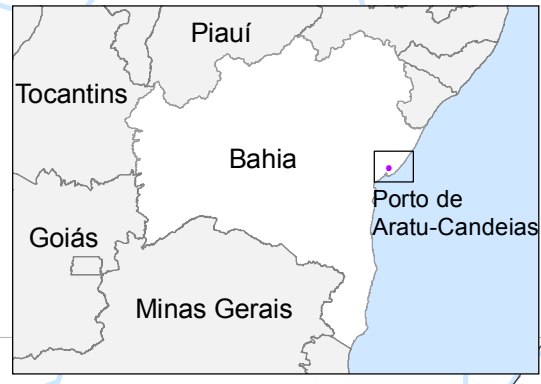 Piauí
Tocantins
Bahia
Porto de
Aratu-Candeias
Goiás
Minas Gerais